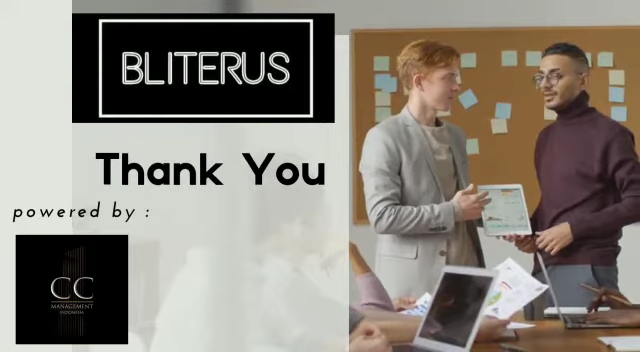 BLITERUS
Thank You
powered by :
CC
MANAGEMENT
INDONESIA